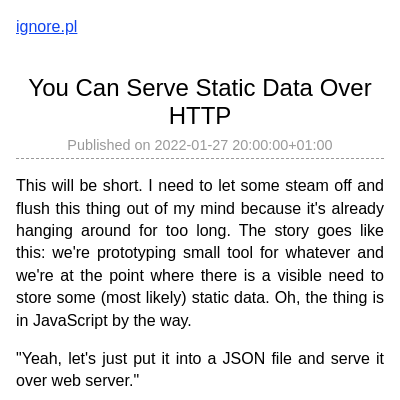 ignore.pl
You Can Serve Static Data Over
HTTP
Published on 2022-01-27 20:00:00+01:00
This will be short. I need to let some steam off and
flush this thing out of my mind because it's already
hanging around for too long. The story goes like
this: we're prototyping small tool for whatever and
we're at the point where there is a visible need to
store some (most likely) static data. Oh, the thing is
in JavaScript by the way.
"Yeah, let's just put it into a JSON file and serve it
over web server."